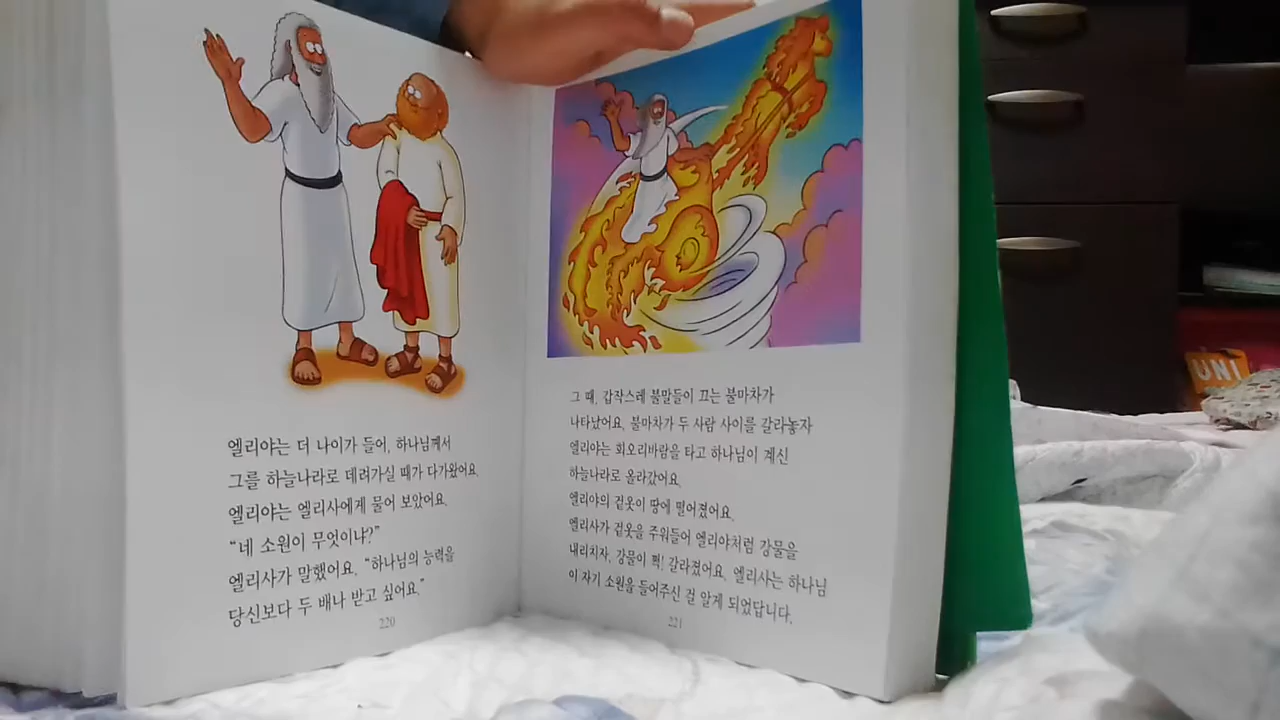 엘리야는 더 나이가 들어, 하나님께서
그를 하늘나라로 데려가실 때가 다가왔어요.
엘리야는 엘리사에게 물어 보았어요.
“네 소원이 무엇이냐?”
엘리사가 말했어요. “하나님의 능력을
당신보다 두 배나 받고 싶어요.”
220
그 때, 갑작스레 불말들이 끄는 불마차가
나타났어요. 불마차가 두 사람 사이를 갈라놓자
엘리야는 회오리바람을 타고 하나님이 계신
하늘나라로 올라갔어요.
엘리야의 겉옷이 땅에 떨어졌어요.
엘리사가 겉옷을 주워들어 엘리야처럼 강물을
내리치자, 강물이 쩍! 갈라졌어요. 엘리사는 하나님
이 자기 소원을 들어주신 걸 알게 되었답니다.
221
UNI